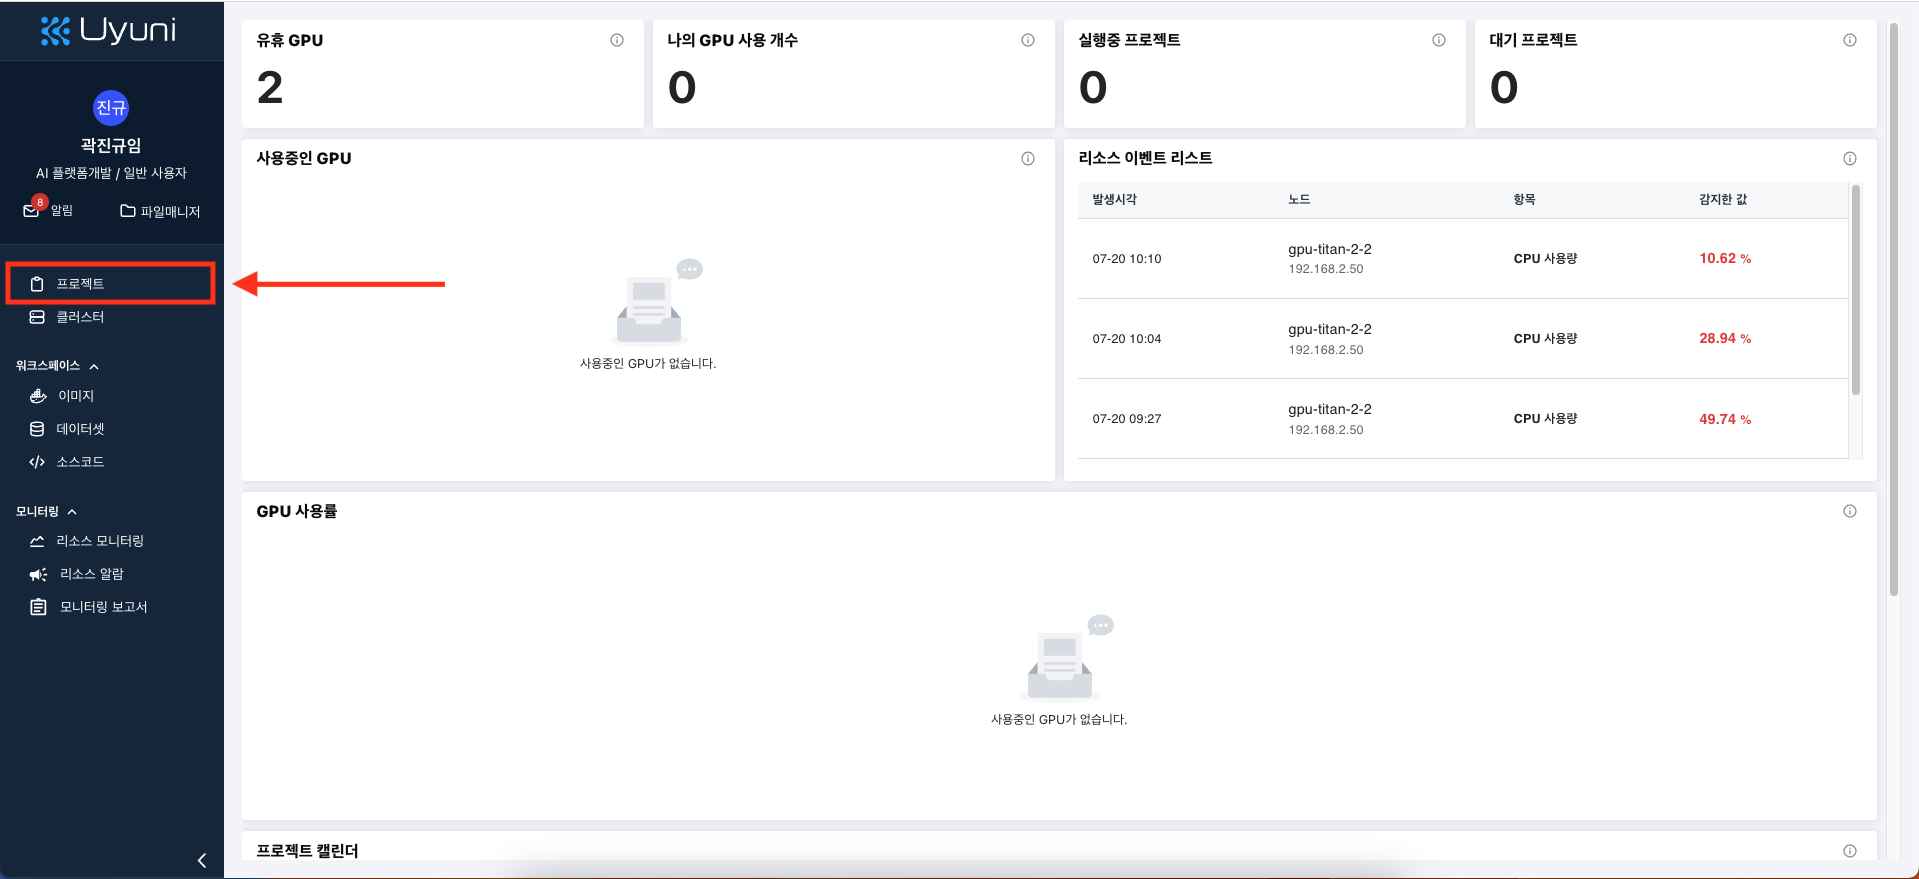 Uyuni
진규
곽진규임
AI 플랫폼개발 / 일반 사용자
8
알림
파일매니저
프로젝트
클러스터
워크스페이스
이미지
데이터셋
소스코드
모니터링
리소스 모니터링
리소스 알람
모니터링 보고서
유휴 GPU
2
나의 GPU 사용 개수
0
실행중 프로젝트
0
대기 프로젝트
0
사용중인 GPU
사용중인 GPU가 없습니다.
리소스 이벤트 리스트
발생시각 노드 항목 감지한 값
07-20 10:10 gpu-titan-2-2 CPU 사용량 10.62 %
192.168.2.50
07-20 10:04 gpu-titan-2-2 CPU 사용량 28.94 %
192.168.2.50
07-20 09:27 gpu-titan-2-2 CPU 사용량 49.74 %
192.168.2.50
GPU 사용률
사용중인 GPU가 없습니다.
프로젝트 캘린더